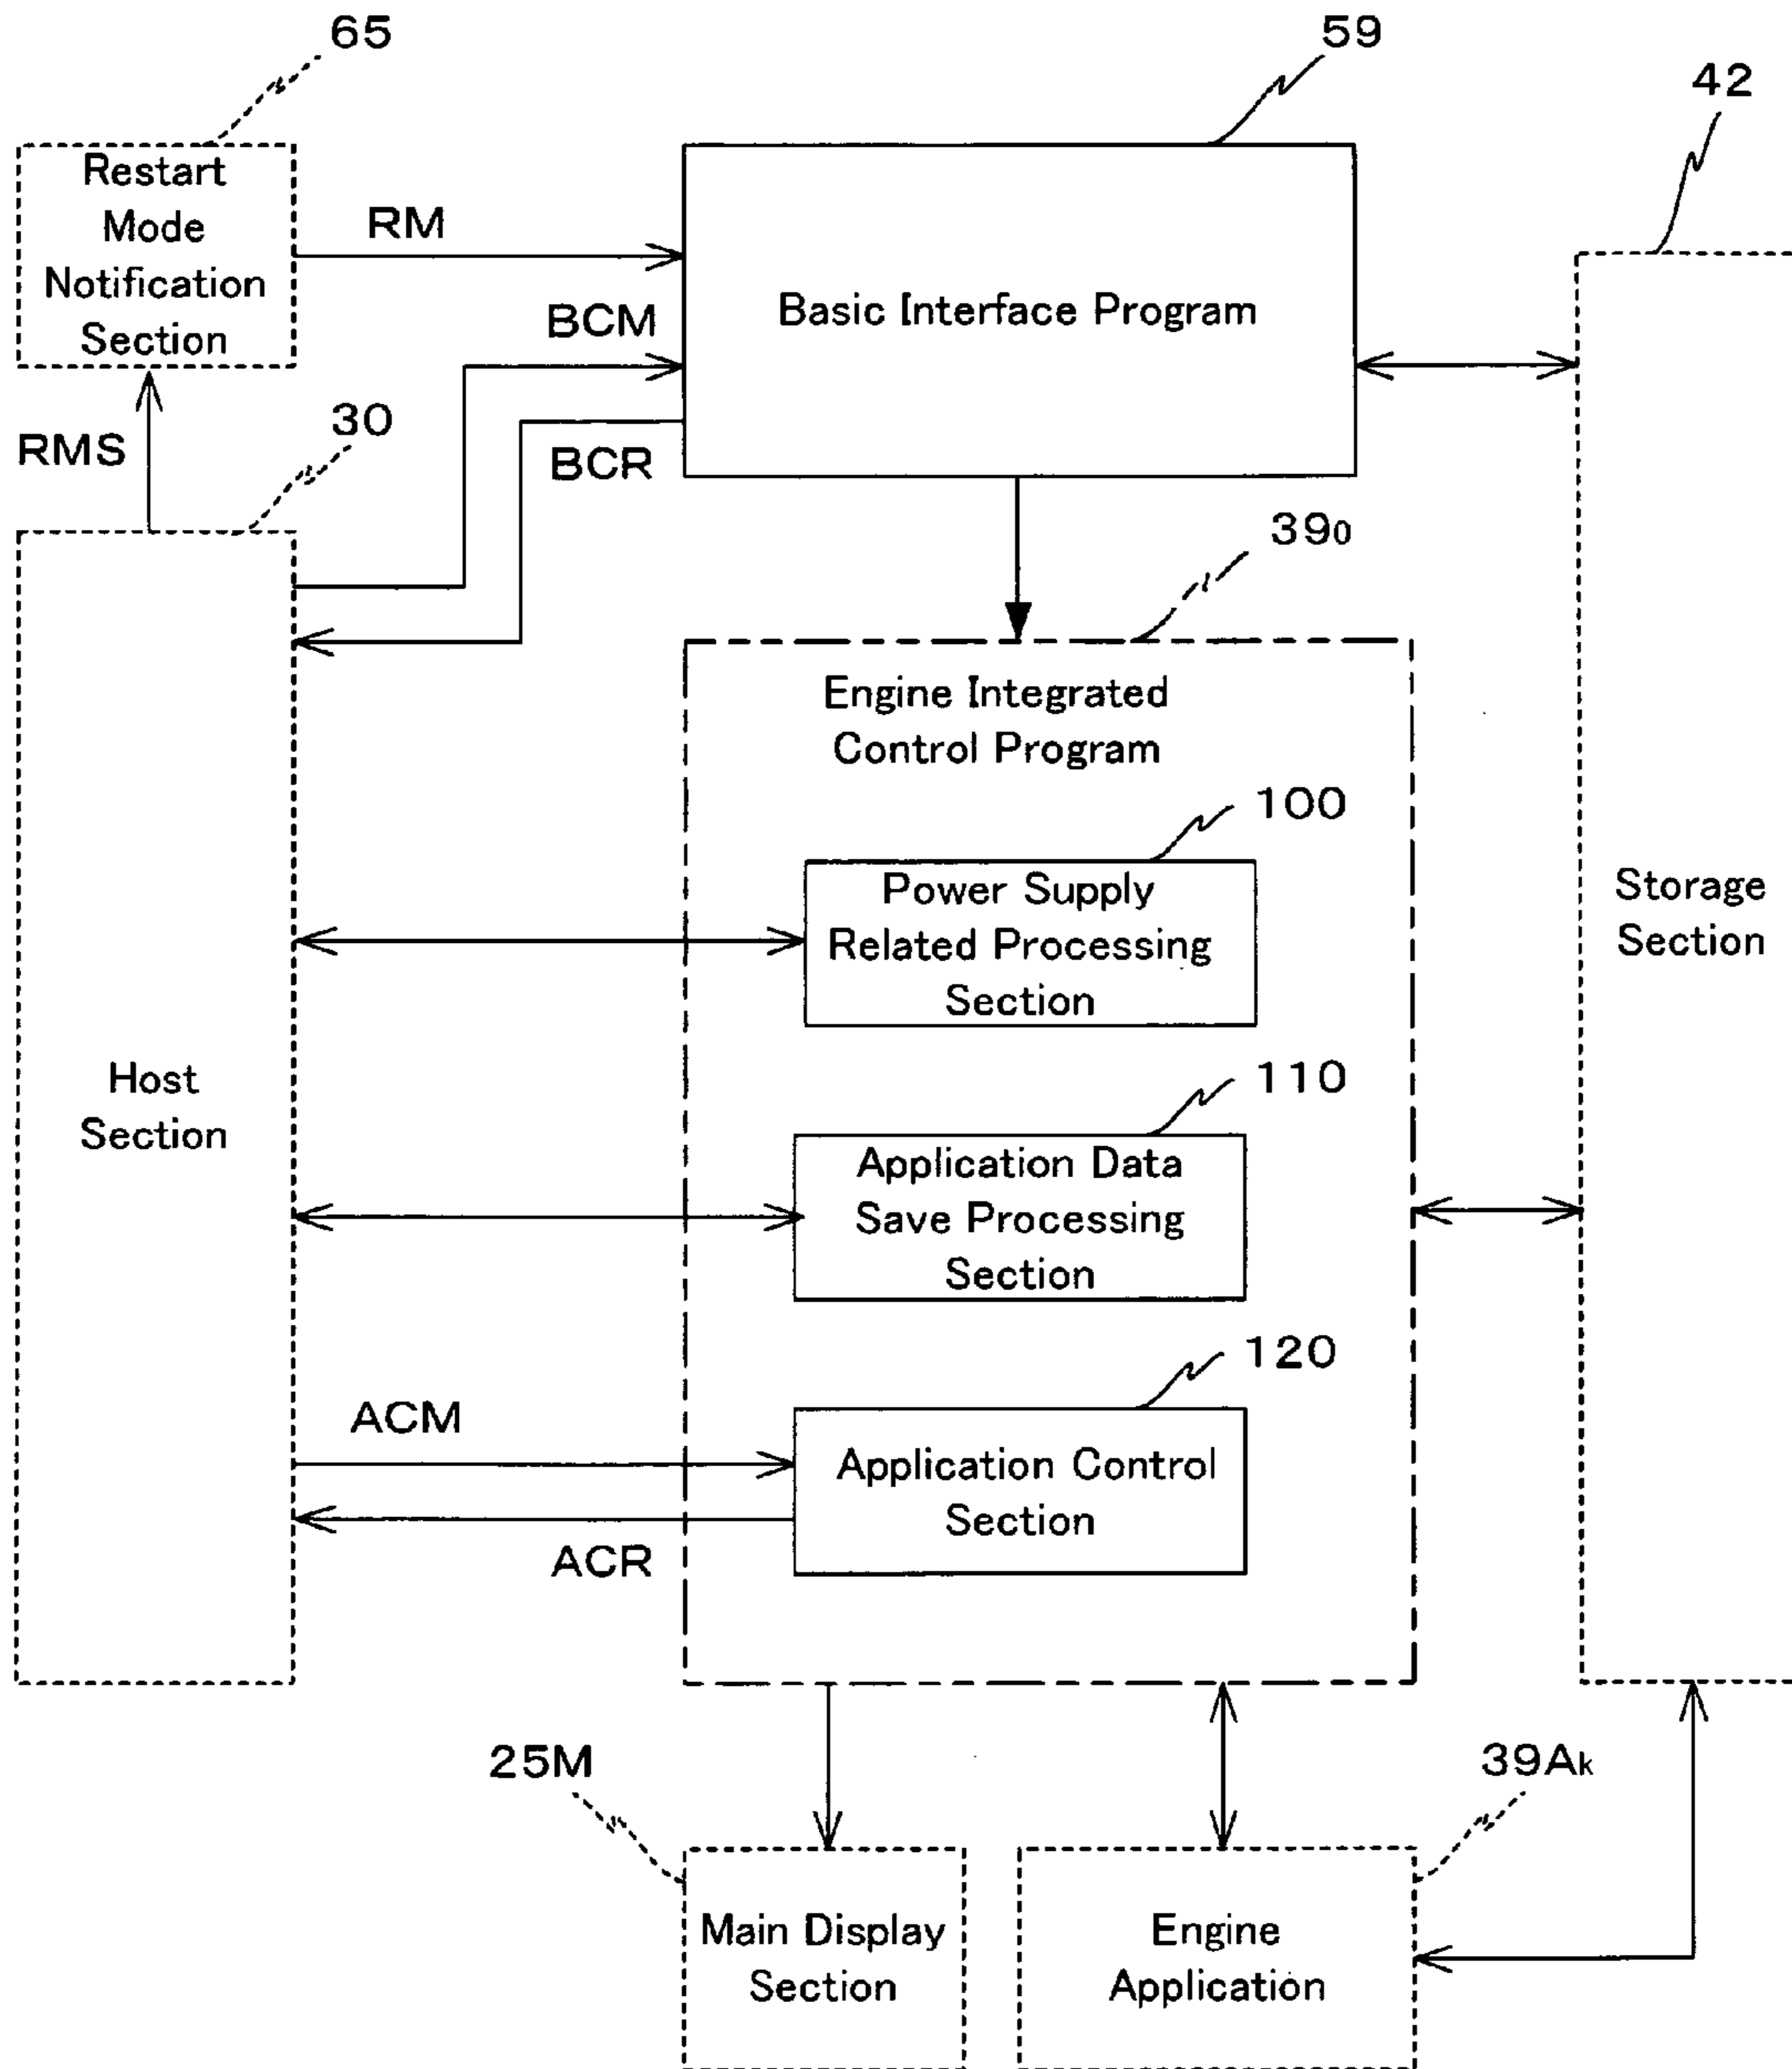 65
59
42
Restart
Mode
Notification
Section
RM
BCM
Basic Interface Program
RMS
30
BCR
390
Engine Integrated
Control Program
100
Power Supply
Related Processing
Section
Storage
Section
Host
Section
110
Application Data
Save Processing
Section
120
ACM
Application Control
Section
ACR
25M
39Ak
Main Display
Section
Engine
Application